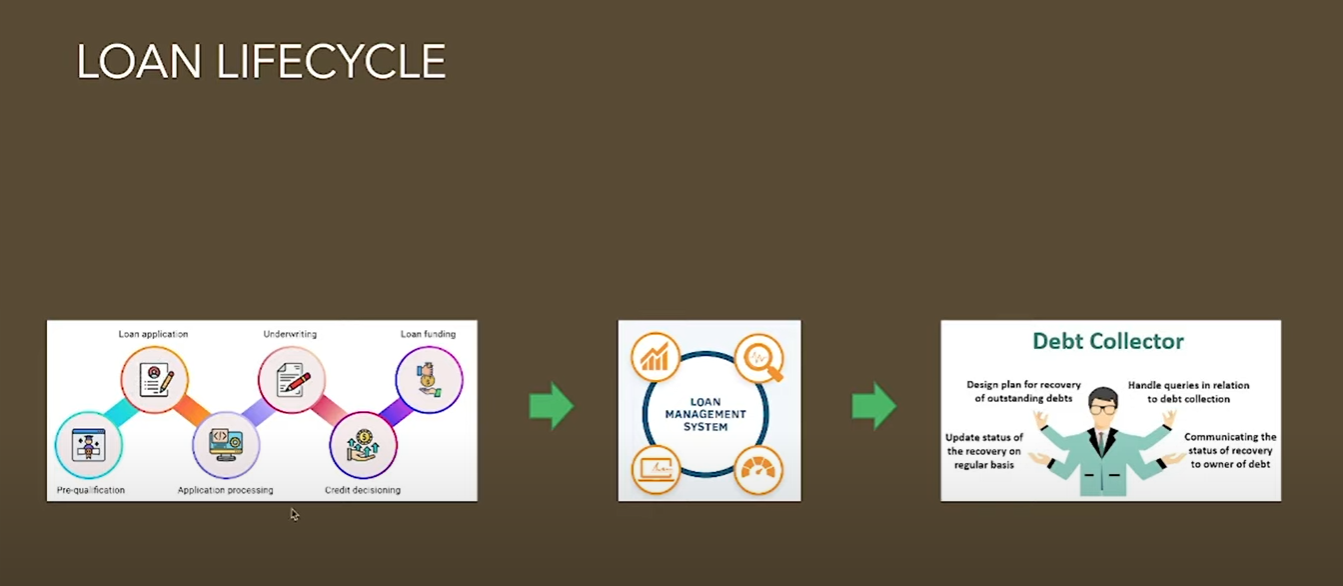 LOAN LIFECYCLE
Loan application
Underwriting
Loan funding
Pre-qualification
Application processing
Credit decisioning
LOAN
MANAGEMENT
SYSTEM
Debt Collector
Design plan for recovery
of outstanding debts
Handle queries in relation
to debt collection
Update status of
the recovery on
regular basis
Communicating the
status of recovery
to owner of debt